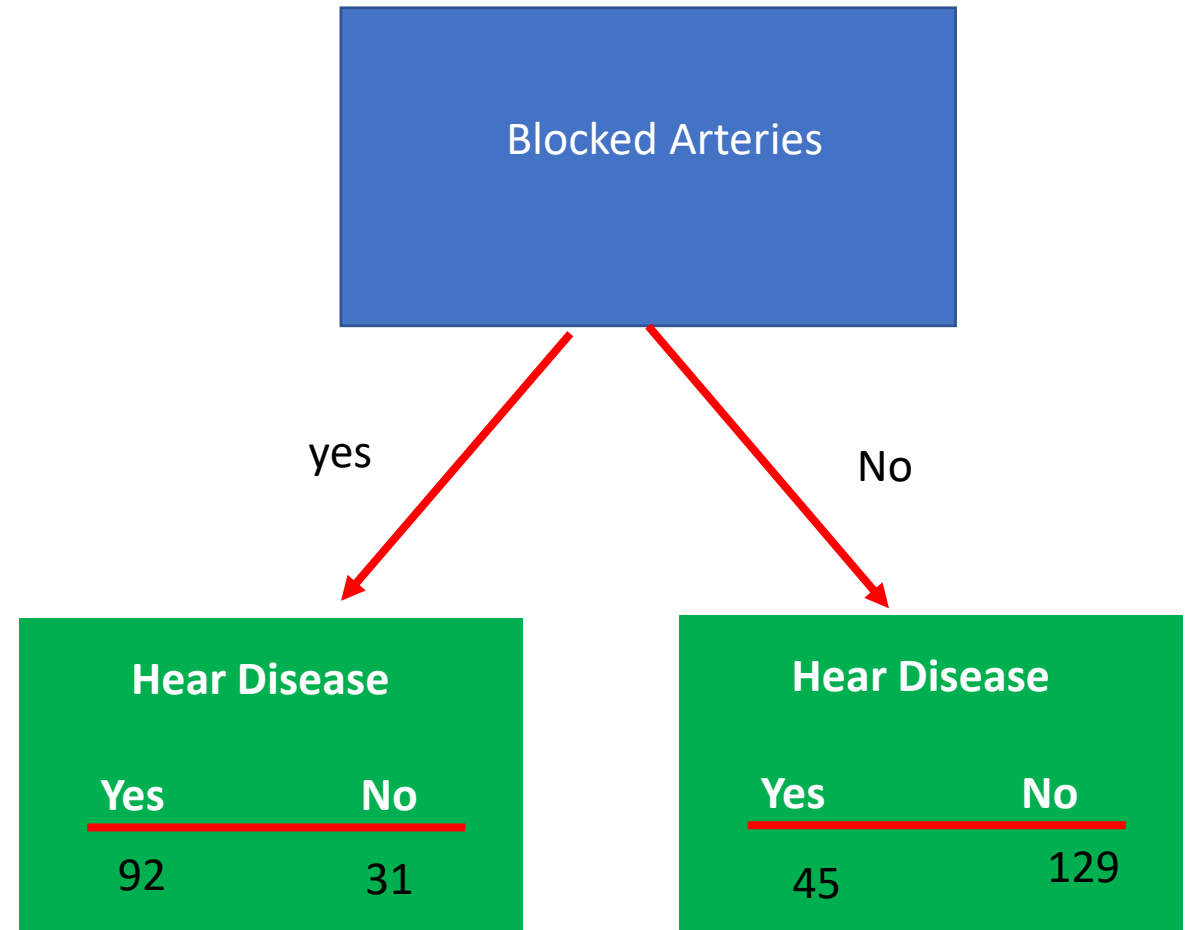 Blocked Arteries
yes
No
Hear Disease
Yes No
92 31
Hear Disease
Yes No
45 129